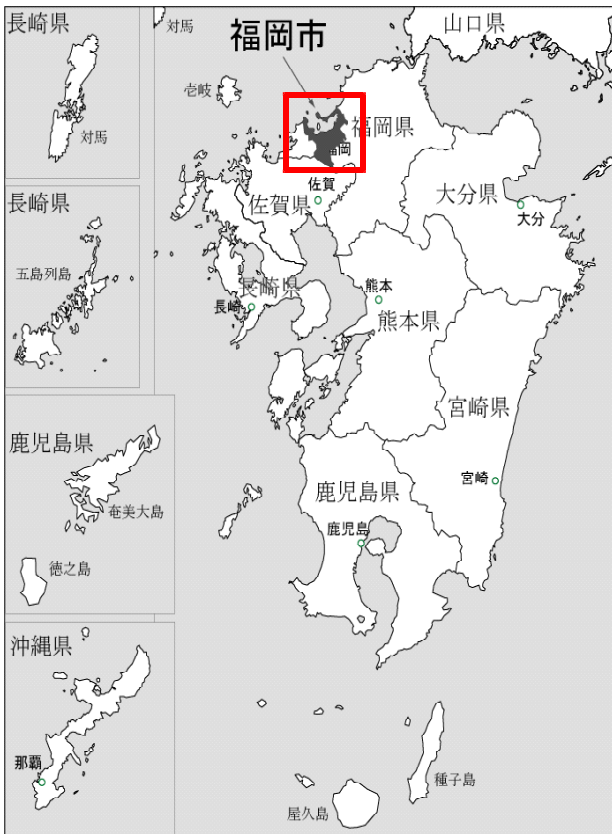 長崎県
対馬
対馬
福岡市
山口県
壱岐
福岡県
福岡
長崎県
五島列島
佐賀
佐賀県
大分県
大分
長崎県
長崎
熊本
熊本県
宮崎県
宮崎
鹿児島県
奄美大島
徳之島
鹿児島県
鹿児島
沖縄県
那覇
種子島
屋久島